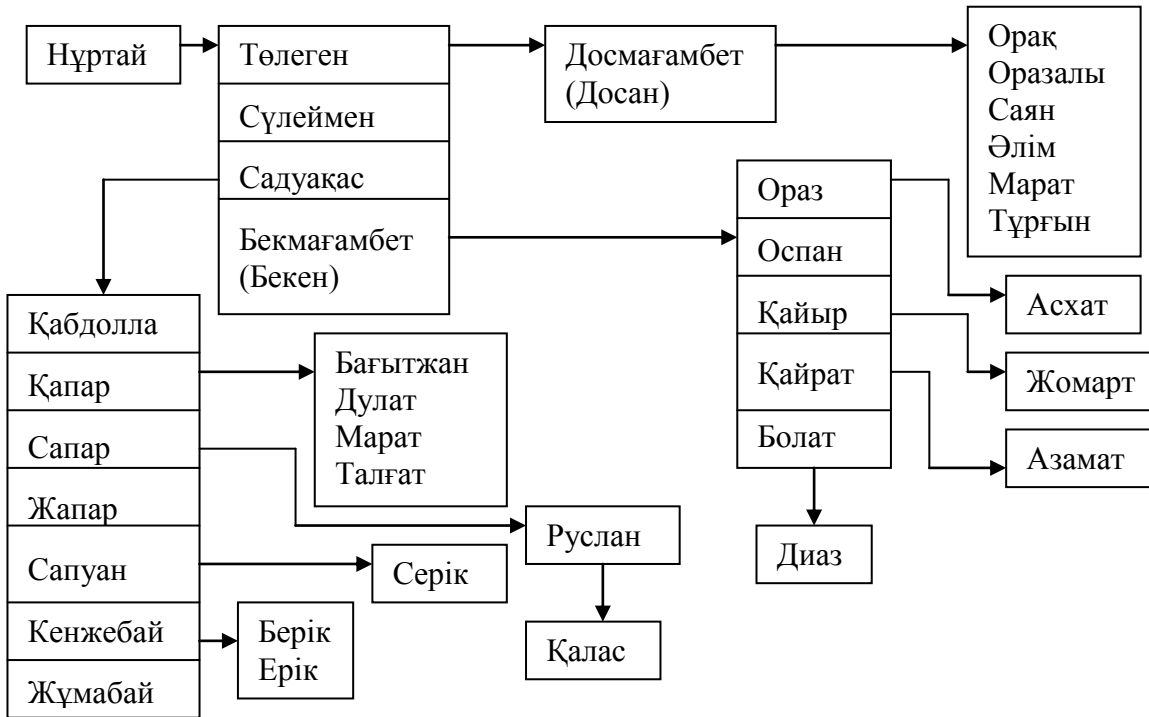 Нұртай
Төлеген
Сүлеймен
Садуақас
Бекмағамбет
(Бекен)
Досмағамбет
(Досан)
Орақ
Оразалы
Саян
Әлім
Марат
Тұрғын
Ораз
Оспан
Қайыр
Қайрат
Болат
Асхат
Жомарт
Азамат
Диаз
Қабдолла
Қапар
Сапар
Жапар
Сапуан
Кенжебай
Жұмабай
Бағытжан
Дулат
Марат
Талғат
Руслан
Қалас
Серік
Берік
Ерік